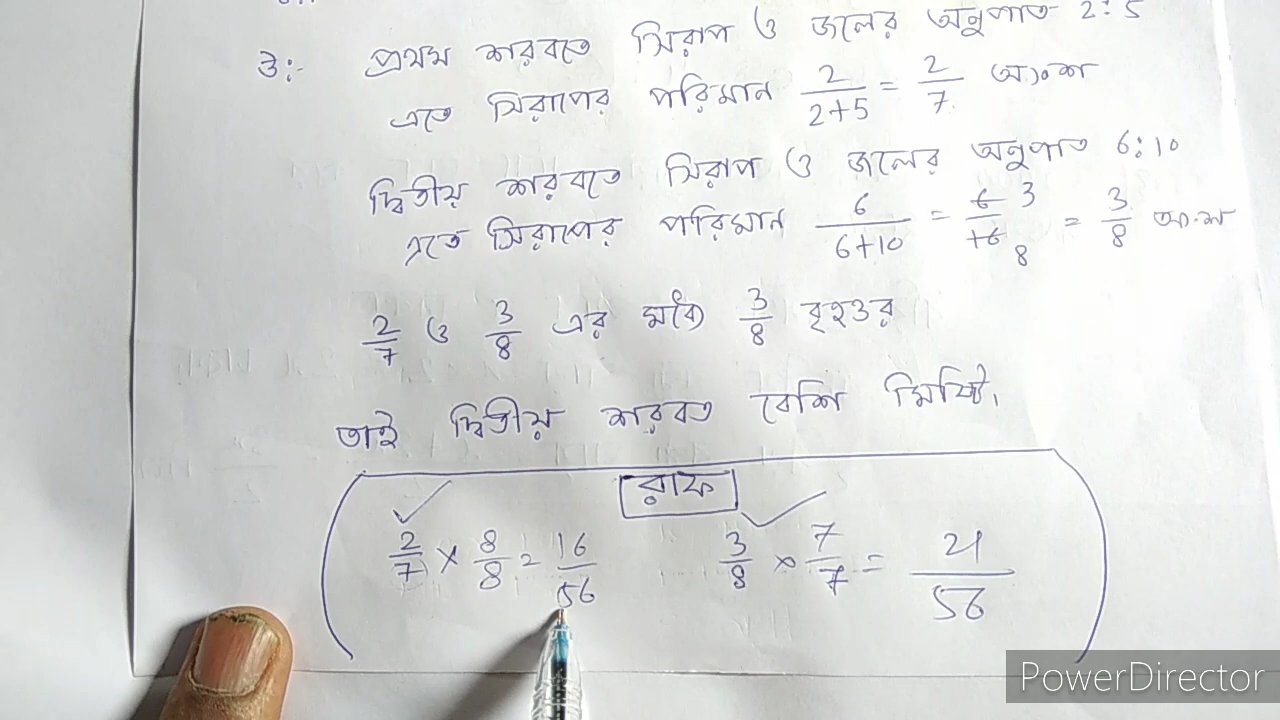 উ:- প্রথম শরবতে সিরাপ ও জলের অনুপাত 2:5
এতে সিরাপের পরিমান 2/(2+5) = 2/7 অংশ
দ্বিতীয় শরবতে সিরাপ ও জলের অনুপাত 6:10
এতে সিরাপের পরিমান 6/(6+10) = 6/16 3 8 = 3/8 অংশ
2/7 ও 3/8 এর মধ্যে 3/8 বৃহত্তর
তাই দ্বিতীয় শরবত বেশি মিষ্টি।
রাফ
2/7 × 8/8 = 16/56 3/8 × 7/7 = 21/56
PowerDirector